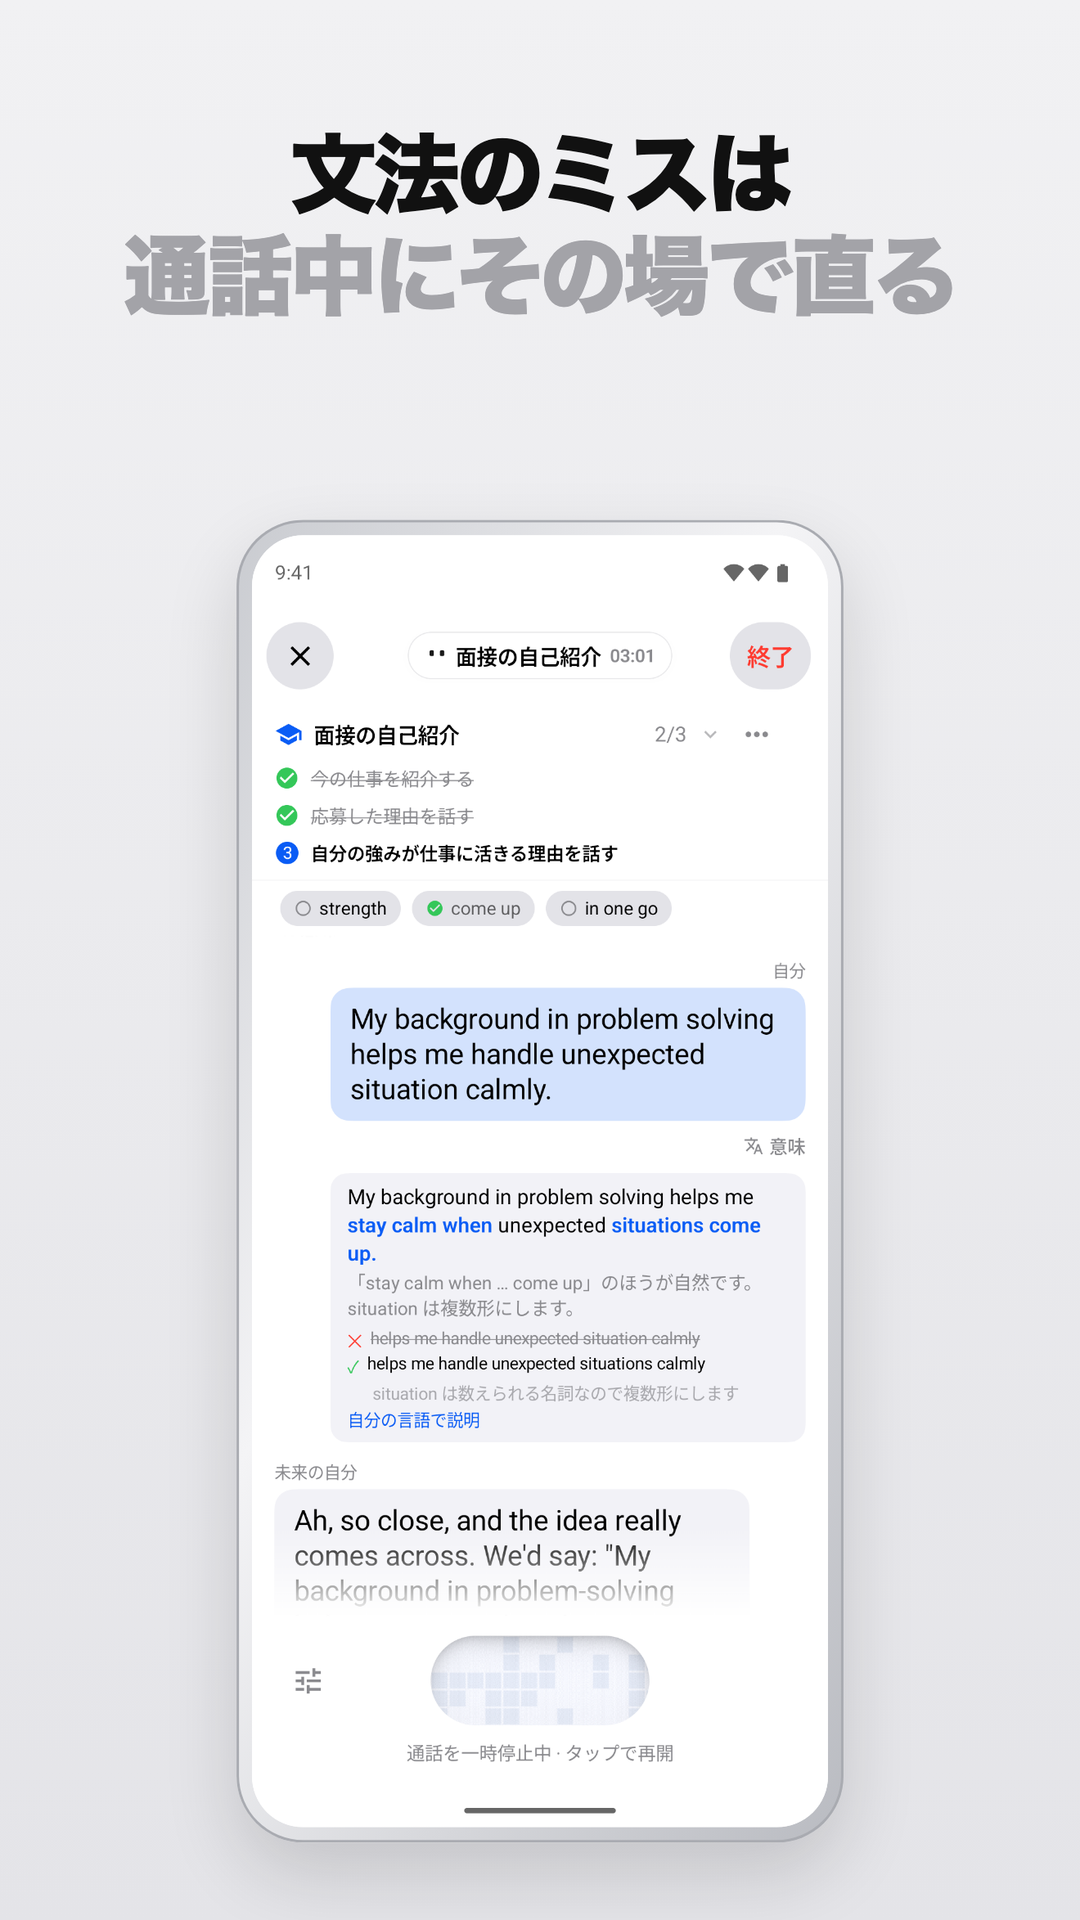 文法のミスは
通話中にその場で直る
9:41
面接の自己紹介 03:01
終了
面接の自己紹介
2/3
今の仕事を紹介する
応募した理由を話す
3 自分の強みが仕事に活きる理由を話す
strength
come up
in one go
自分
My background in problem solving
helps me handle unexpected
situation calmly.
意味
My background in problem solving helps me
stay calm when unexpected situations come
up.
「stay calm when ... come up」のほうが自然です。
situation は複数形にします。
helps me handle unexpected situation calmly
helps me handle unexpected situations calmly
situation は数えられる名詞なので複数形にします
自分の言語で説明
未来の自分
Ah, so close, and the idea really
comes across. We'd say: "My
background in problem-solving
通話を一時停止中 · タップで再開